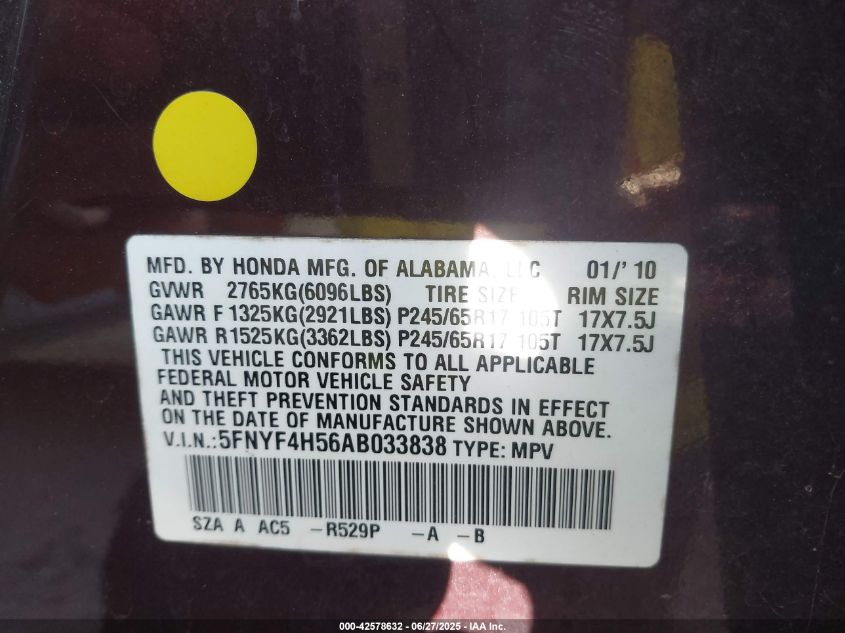 MFD. BY HONDA MFG. OF ALABAMA, LLC 01/'10
GVWR 2765KG(6096LBS) TIRE SIZE RIM SIZE
GAWR F 1325KG(2921LBS) P245/65R17 105T 17X7.5J
GAWR R 1525KG(3362LBS) P245/65R17 105T 17X7.5J
THIS VEHICLE CONFORMS TO ALL APPLICABLE
FEDERAL MOTOR VEHICLE SAFETY
AND THEFT PREVENTION STANDARDS IN EFFECT
ON THE DATE OF MANUFACTURE SHOWN ABOVE.
V.I.N.:5FNYF4H56AB033838 TYPE: MPV
SZA A AC5 -R529P -A -B
000-42578632 - 06/27/2025 - IAA Inc.